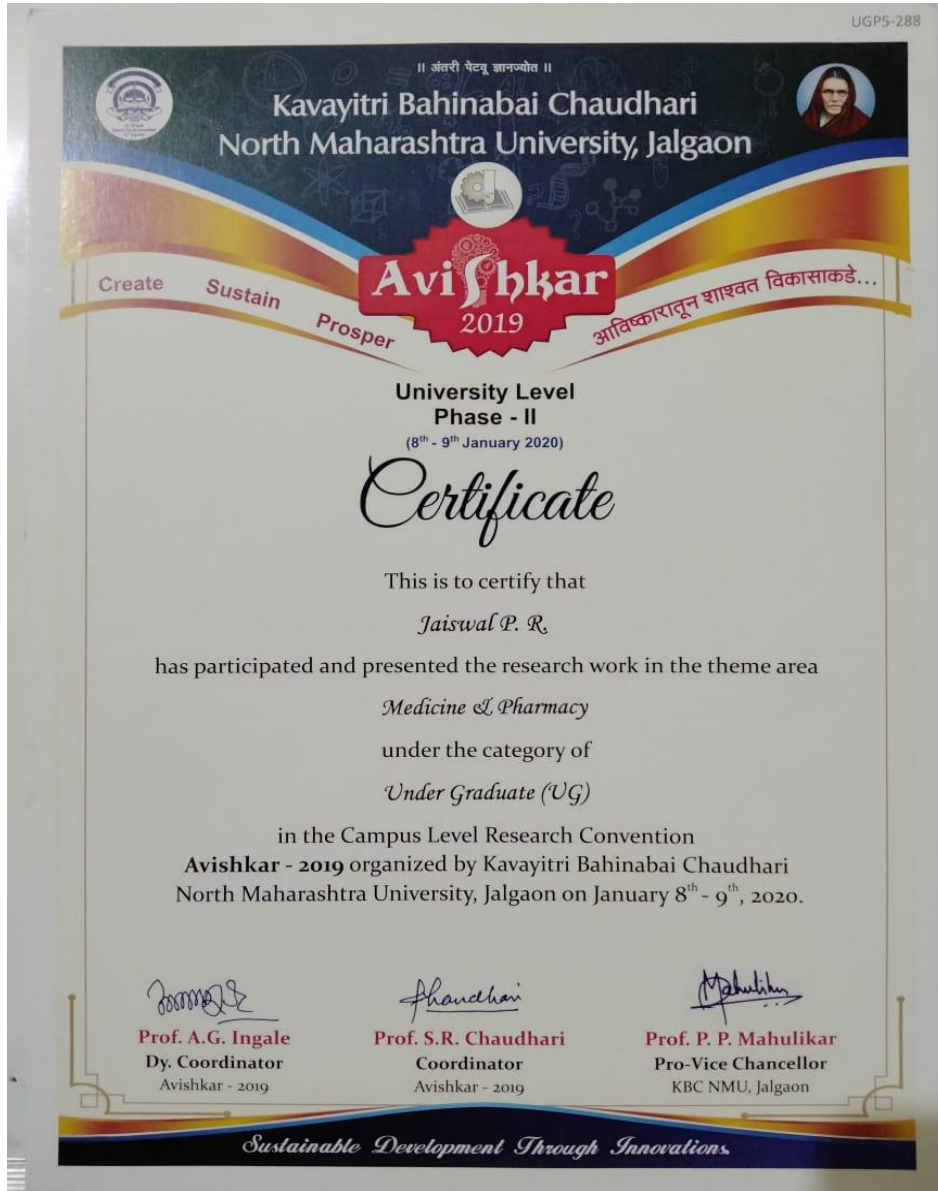 UGP5-288
॥ अंतरी पेटवू ज्ञानज्योत ॥
Kavayitri Bahinabai Chaudhari
North Maharashtra University, Jalgaon
Avishkar
2019
Create Sustain Prosper
आविष्कारातून शाश्वत विकासाकडे...
University Level
Phase - II
(8th - 9th January 2020)
Certificate
This is to certify that
Jaiswal P. R.
has participated and presented the research work in the theme area
Medicine & Pharmacy
under the category of
Under Graduate (UG)
in the Campus Level Research Convention
Avishkar - 2019 organized by Kavayitri Bahinabai Chaudhari
North Maharashtra University, Jalgaon on January 8th - 9th, 2020.
Prof. A.G. Ingale
Dy. Coordinator
Avishkar - 2019
Prof. S.R. Chaudhari
Coordinator
Avishkar - 2019
Prof. P. P. Mahulikar
Pro-Vice Chancellor
KBC NMU, Jalgaon
Sustainable Development Through Innovations.